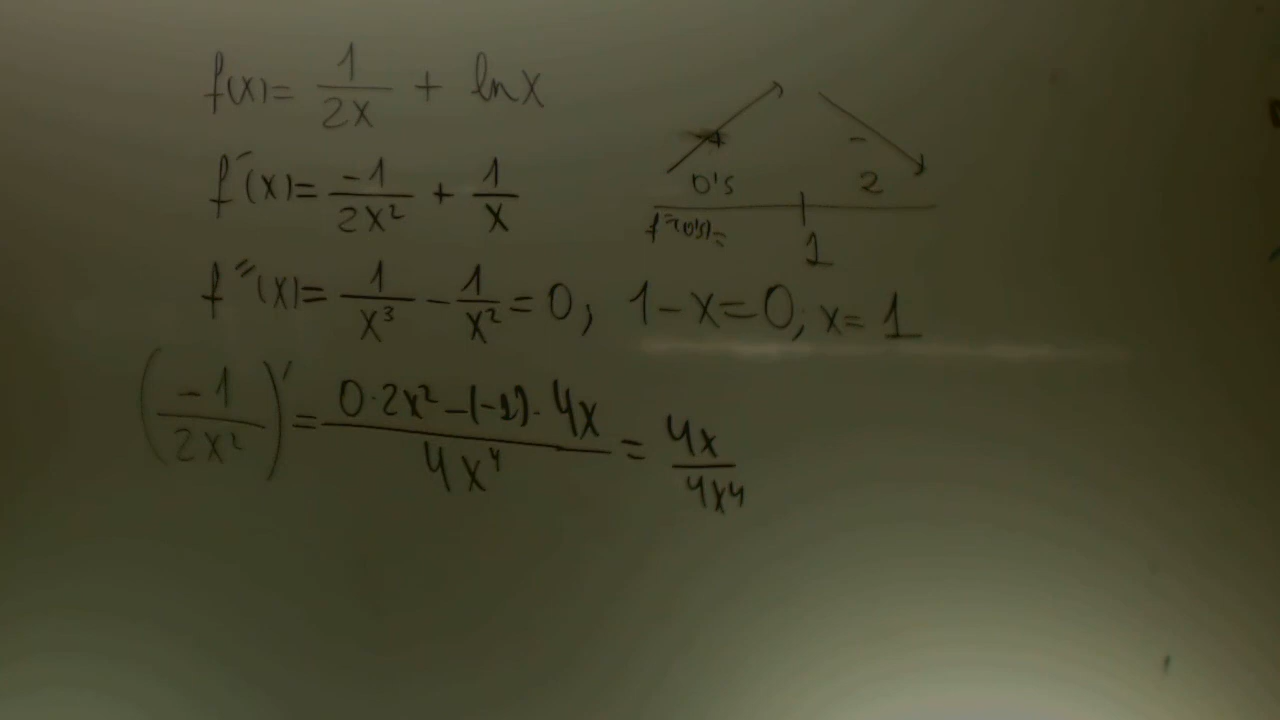 f(x)= 1/2x + ln x
f´(x)= -1/2x² + 1/x
f´´(x)= 1/x³ - 1/x² = 0; 1-x=0; x= 1
(-1/2x²)' = 0·2x²-(-1)·4x/4x⁴ = 4x/4x⁴
+ -
0's 2
f´´(0's)=
1